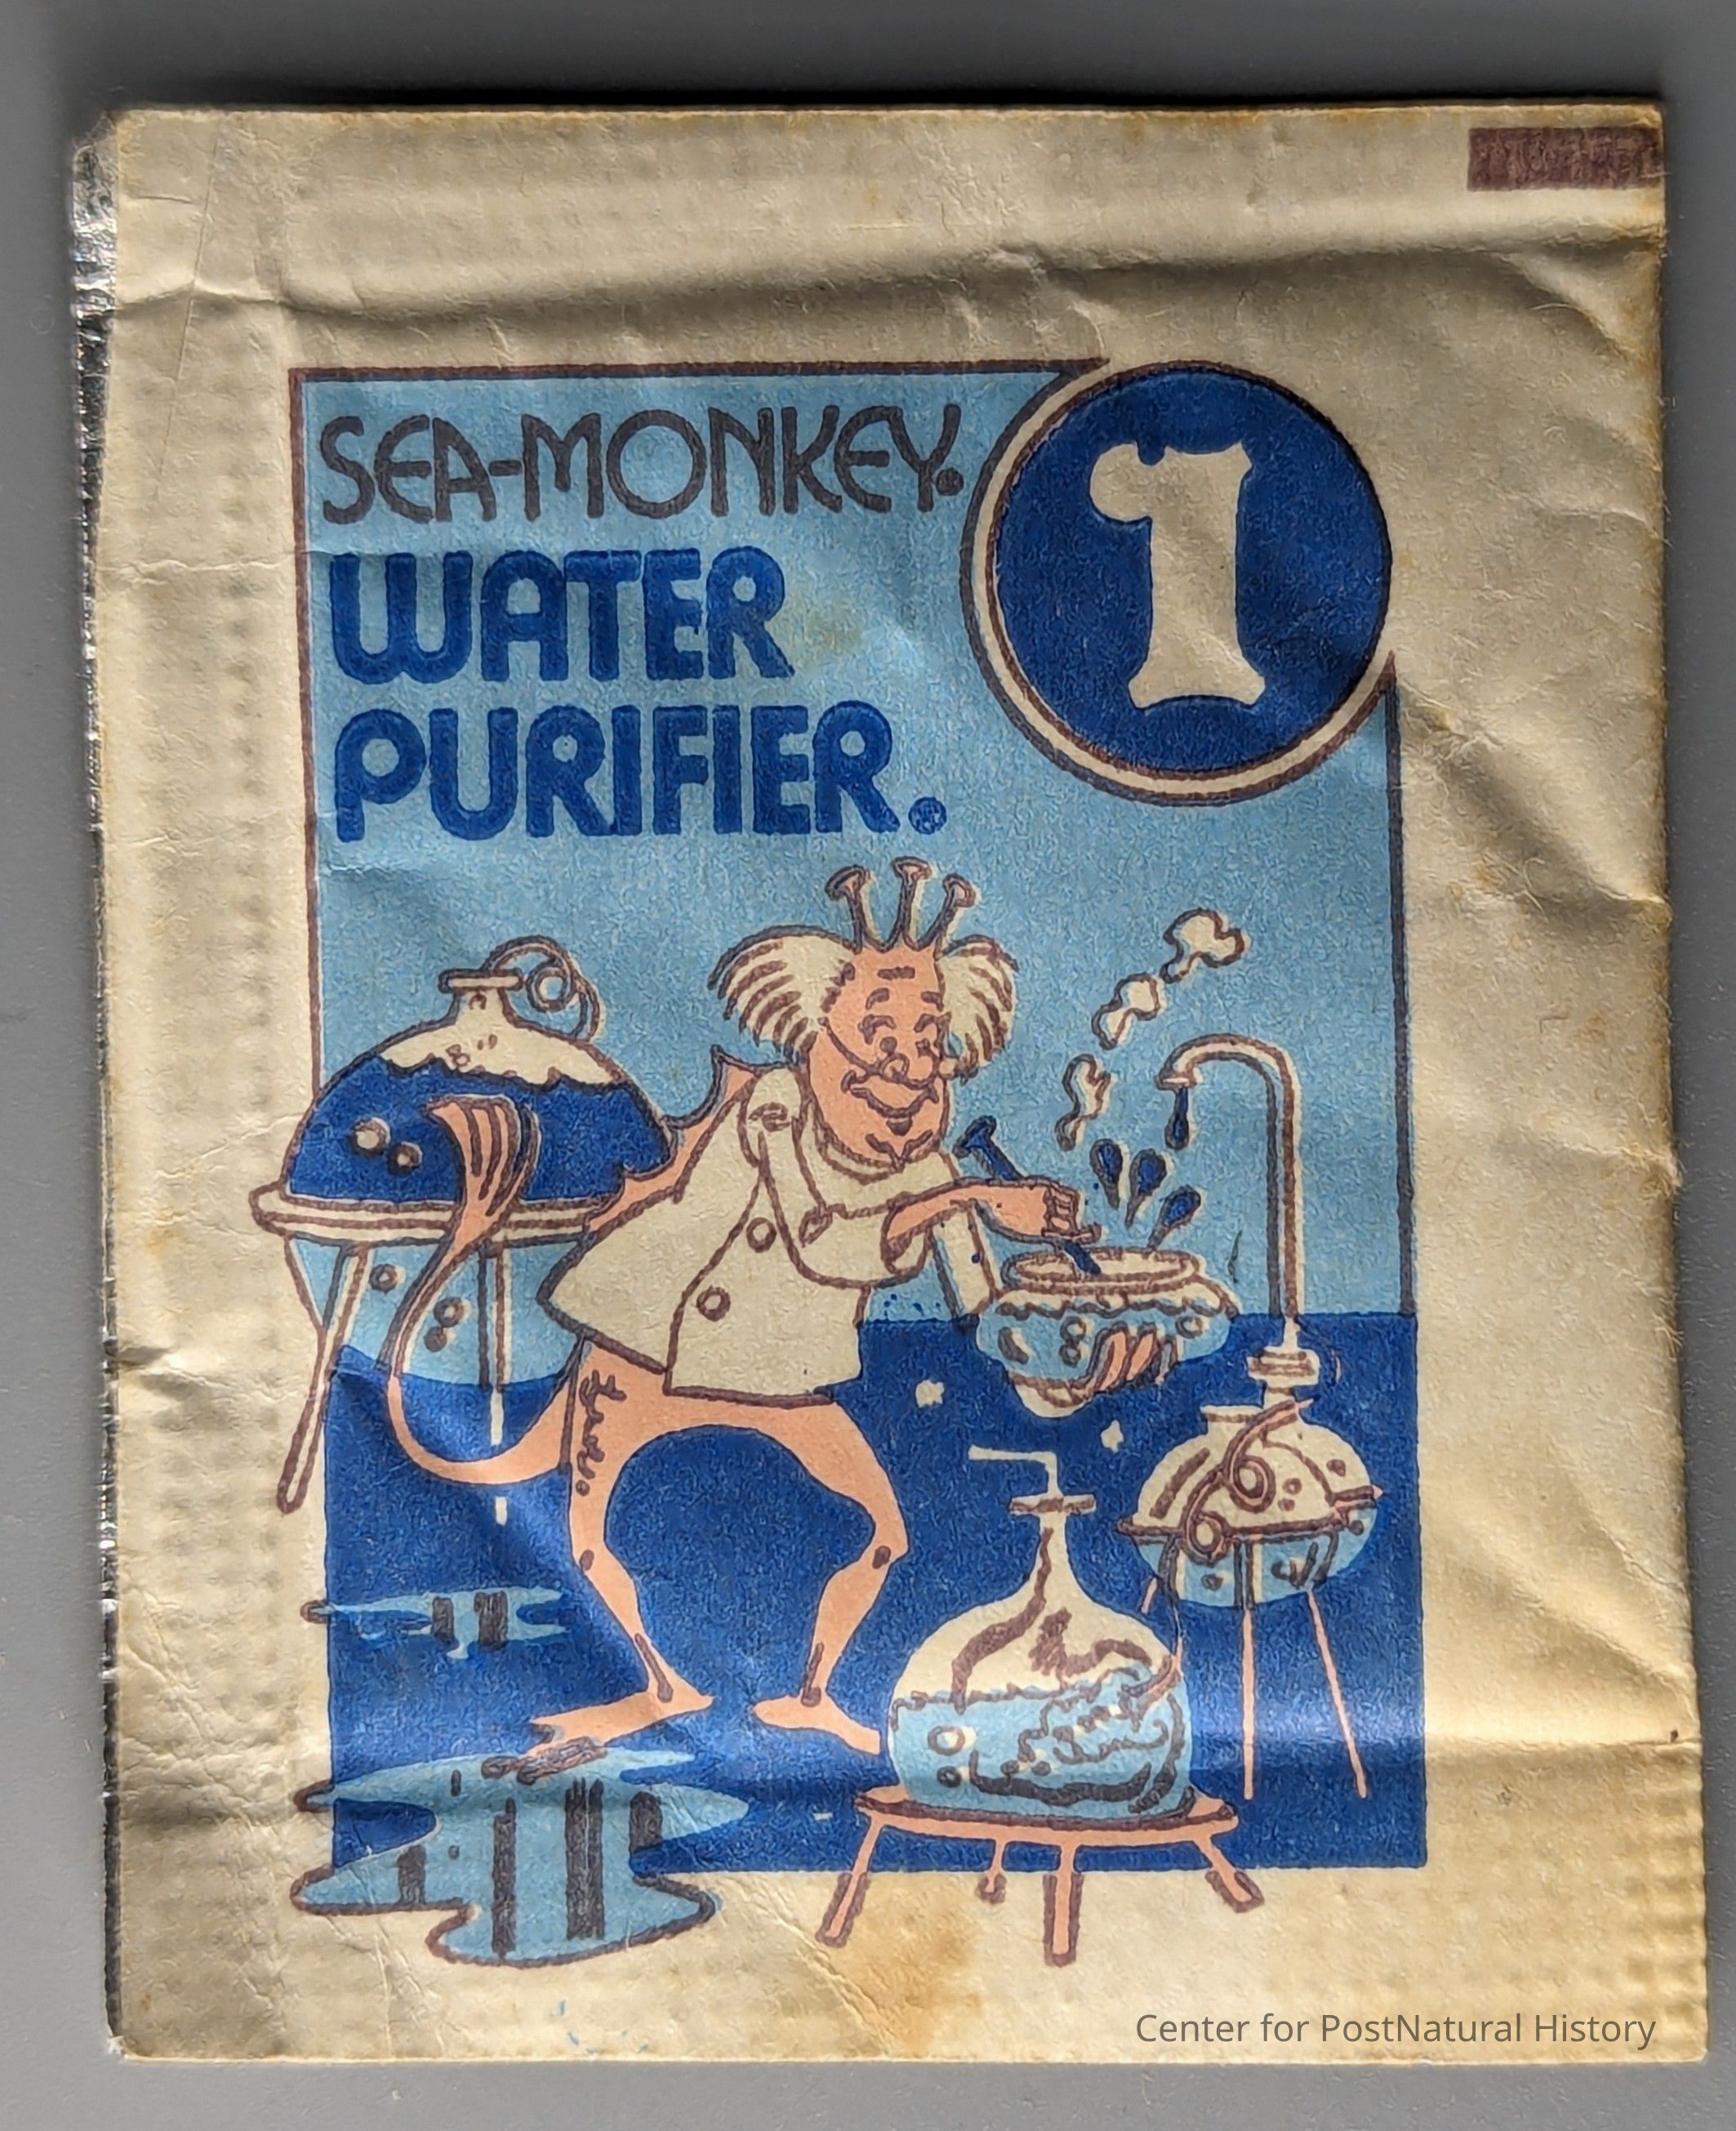 SEA-MONKEY®
1
WATER
PURIFIER.®
Center for PostNatural History